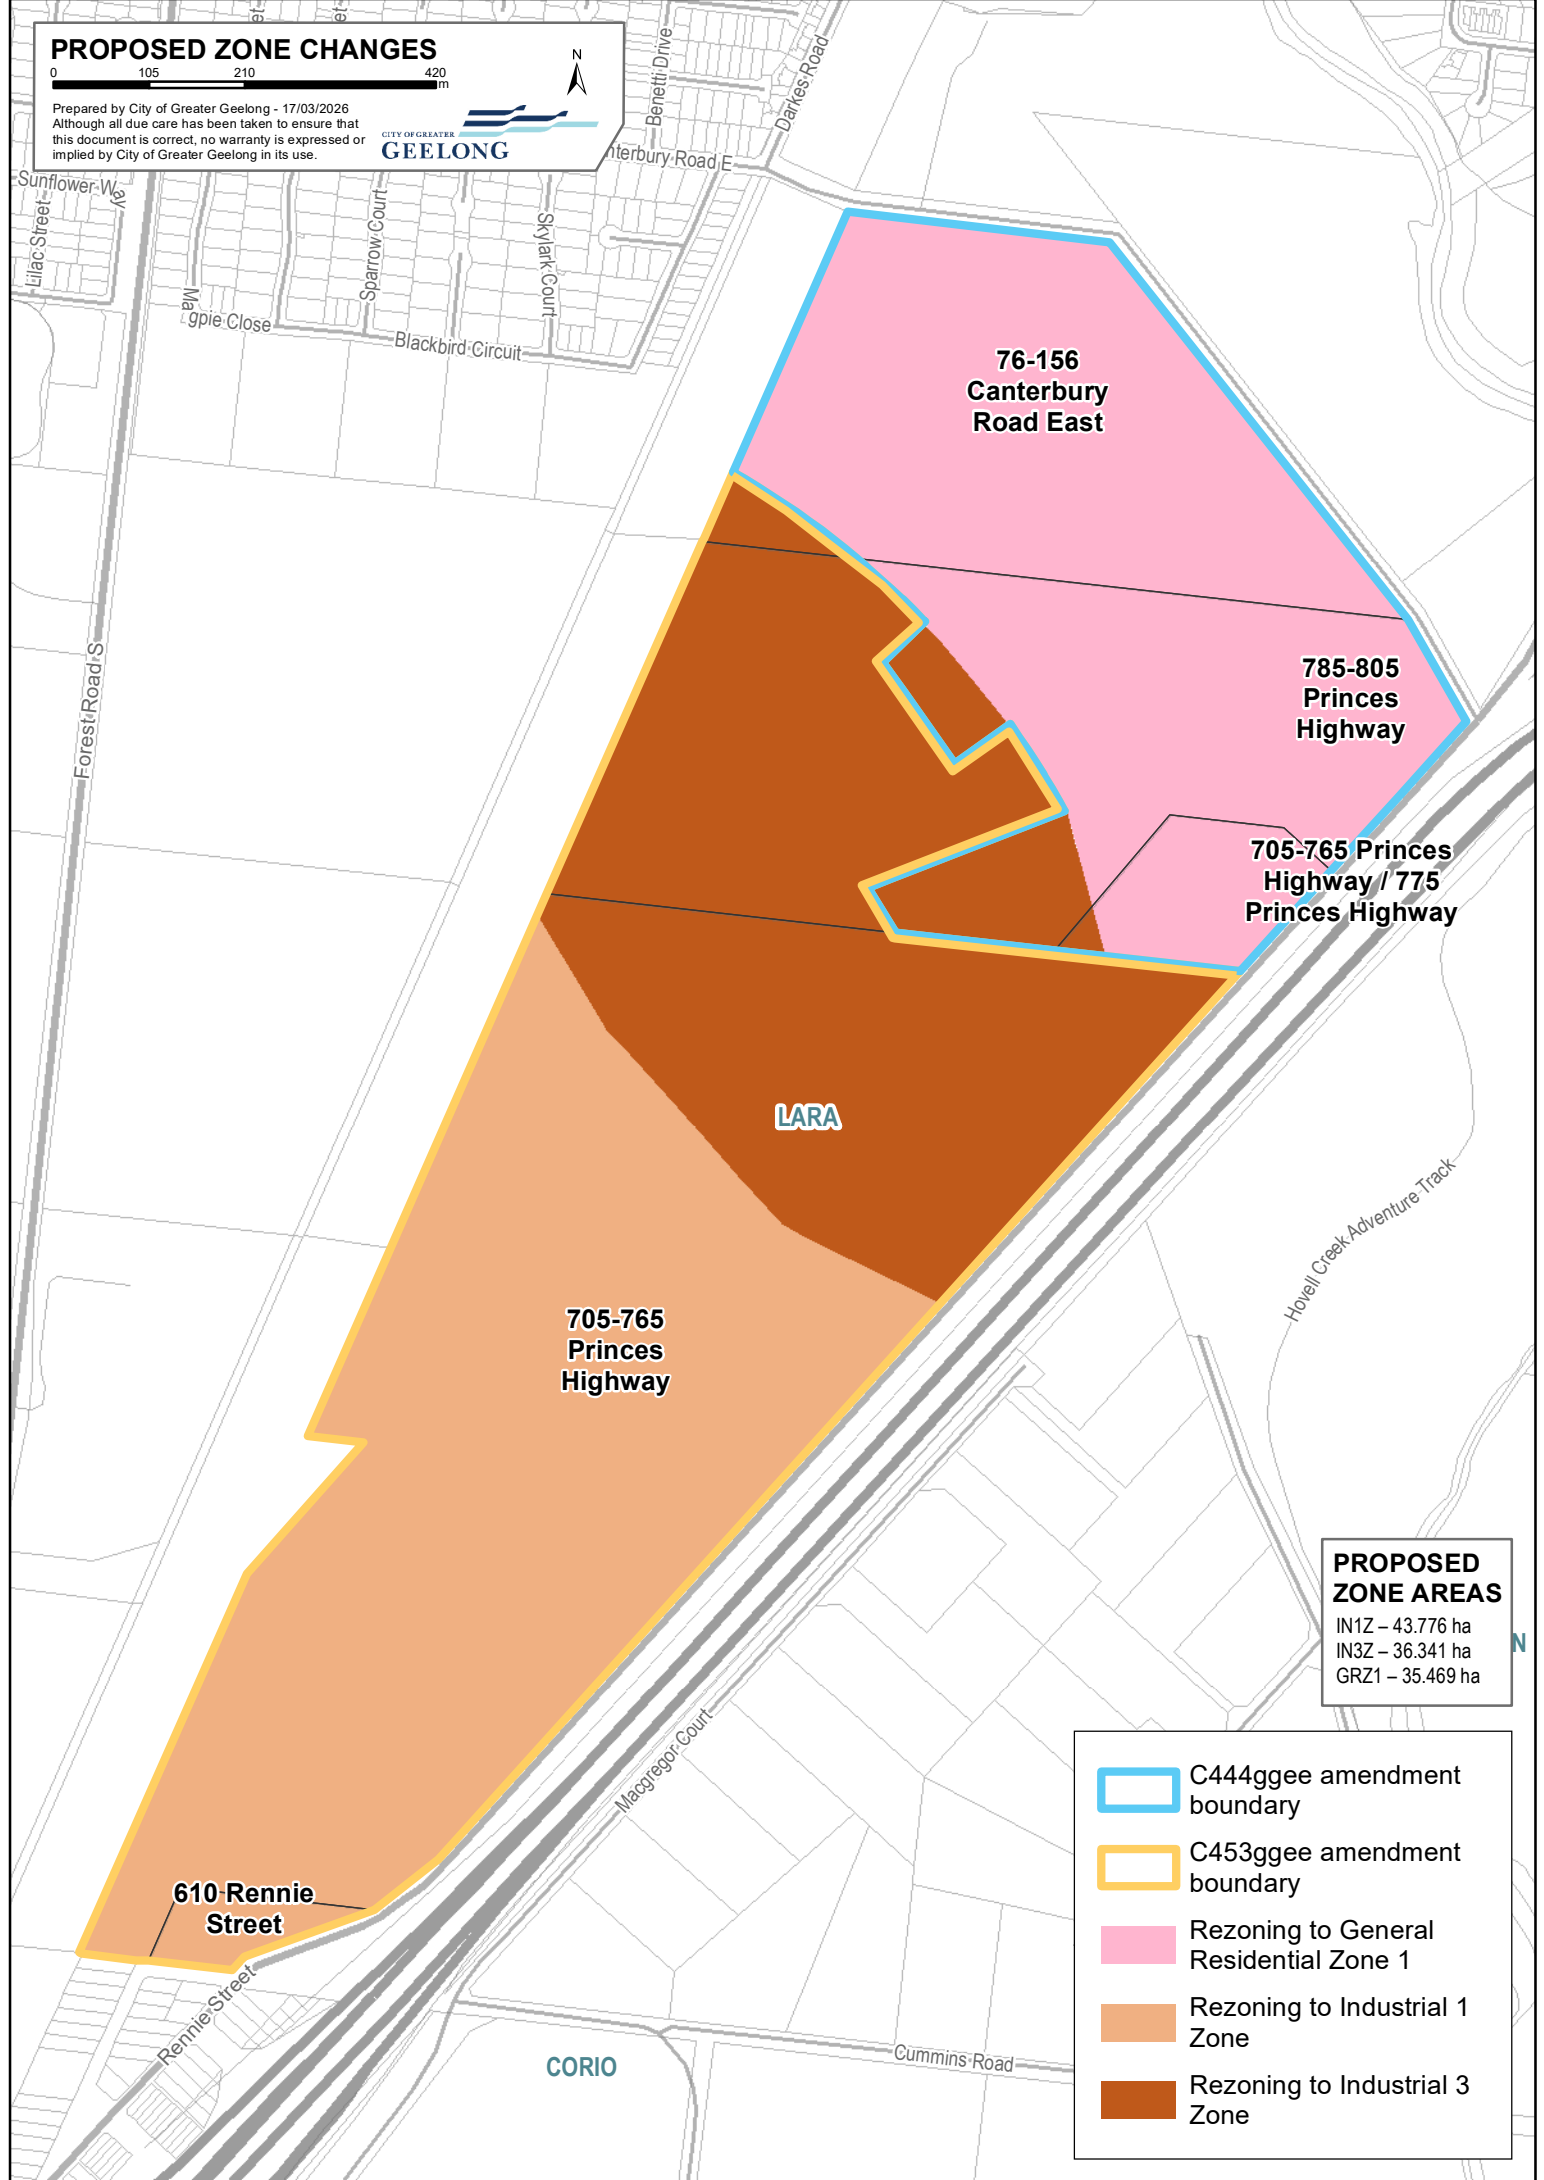 PROPOSED ZONE CHANGES
0 105 210 420
m
N
Prepared by City of Greater Geelong - 17/03/2026
Although all due care has been taken to ensure that
this document is correct, no warranty is expressed or
implied by City of Greater Geelong in its use.
CITY OF GREATER
GEELONG
et
et
Benetti Drive
Darkes Road
nterbury Road E
Sunflower Way
Lilac Street
Sparrow Court
Skylark Court
Magpie Close
Blackbird Circuit
Forest Road S
76-156
Canterbury
Road East
785-805
Princes
Highway
705-765 Princes
Highway / 775
Princes Highway
LARA
Hovell Creek Adventure Track
705-765
Princes
Highway
610 Rennie
Street
Rennie Street
Macgregor Court
CORIO
Cummins Road
N
PROPOSED
ZONE AREAS
IN1Z – 43.776 ha
IN3Z – 36.341 ha
GRZ1 – 35.469 ha
C444ggee amendment
boundary
C453ggee amendment
boundary
Rezoning to General
Residential Zone 1
Rezoning to Industrial 1
Zone
Rezoning to Industrial 3
Zone